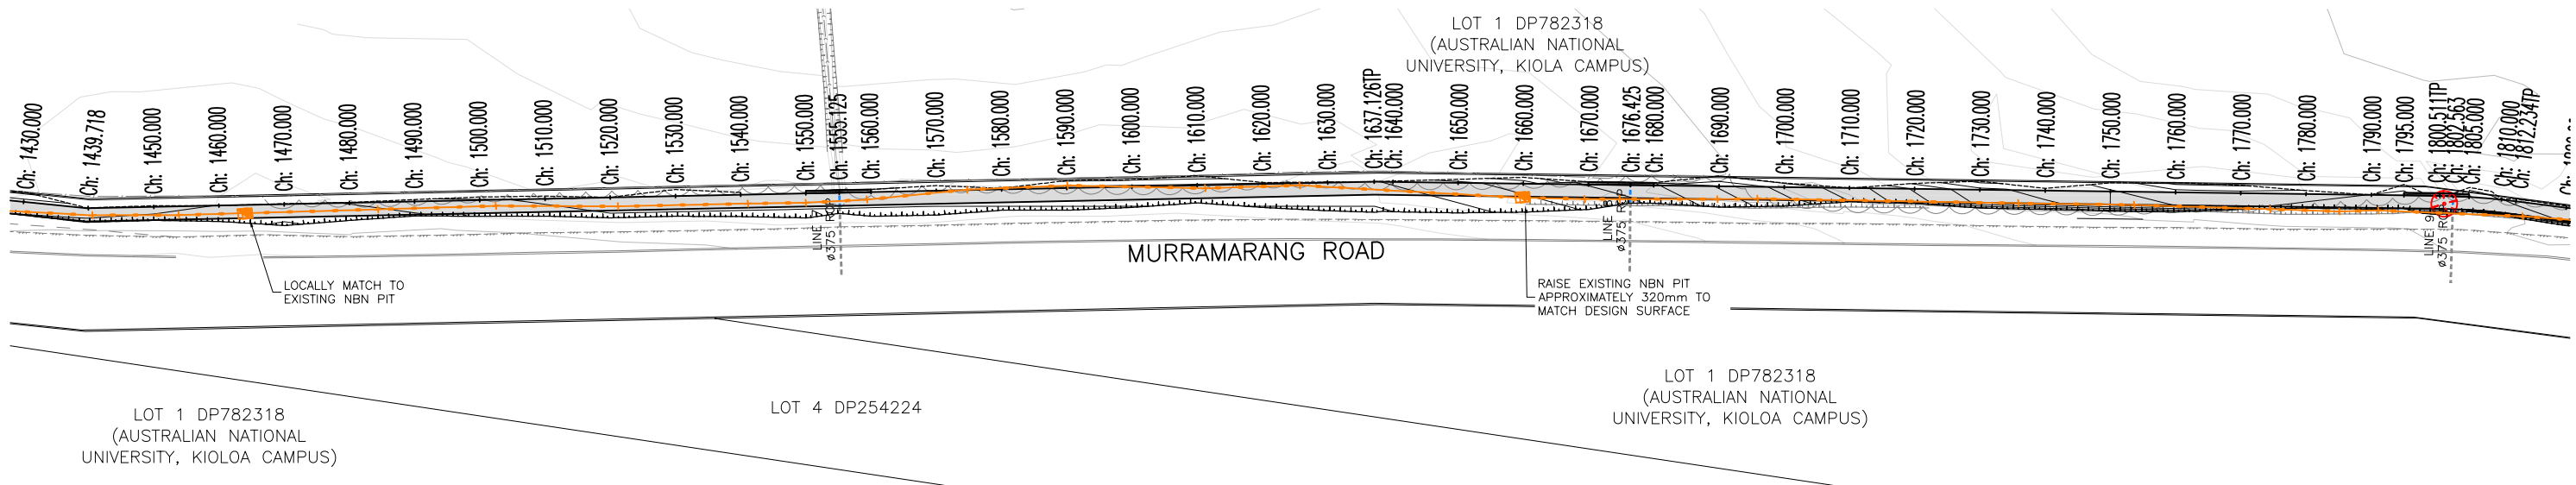 LOT 1 DP782318
(AUSTRALIAN NATIONAL
UNIVERSITY, KIOLA CAMPUS)
Ch: 1430.000
Ch: 1439.718
Ch: 1450.000
Ch: 1460.000
Ch: 1470.000
Ch: 1480.000
Ch: 1490.000
Ch: 1500.000
Ch: 1510.000
Ch: 1520.000
Ch: 1530.000
Ch: 1540.000
Ch: 1550.000
Ch: 1555.125
Ch: 1560.000
Ch: 1570.000
Ch: 1580.000
Ch: 1590.000
Ch: 1600.000
Ch: 1610.000
Ch: 1620.000
Ch: 1630.000
Ch: 1637.126TP
Ch: 1640.000
Ch: 1650.000
Ch: 1660.000
Ch: 1670.000
Ch: 1676.425
Ch: 1680.000
Ch: 1690.000
Ch: 1700.000
Ch: 1710.000
Ch: 1720.000
Ch: 1730.000
Ch: 1740.000
Ch: 1750.000
Ch: 1760.000
Ch: 1770.000
Ch: 1780.000
Ch: 1790.000
Ch: 1795.000
Ch: 1800.511TP
Ch: 1802.563
Ch: 1805.000
Ch: 1810.000
Ch: 1812.234TP
LINE
ø375 RCP
LINE 8
ø375 RCP
LINE 9
ø375
MURRAMARANG ROAD
LOCALLY MATCH TO
EXISTING NBN PIT
RAISE EXISTING NBN PIT
APPROXIMATELY 320mm TO
MATCH DESIGN SURFACE
LOT 1 DP782318
(AUSTRALIAN NATIONAL
UNIVERSITY, KIOLOA CAMPUS)
LOT 4 DP254224
LOT 1 DP782318
(AUSTRALIAN NATIONAL
UNIVERSITY, KIOLOA CAMPUS)